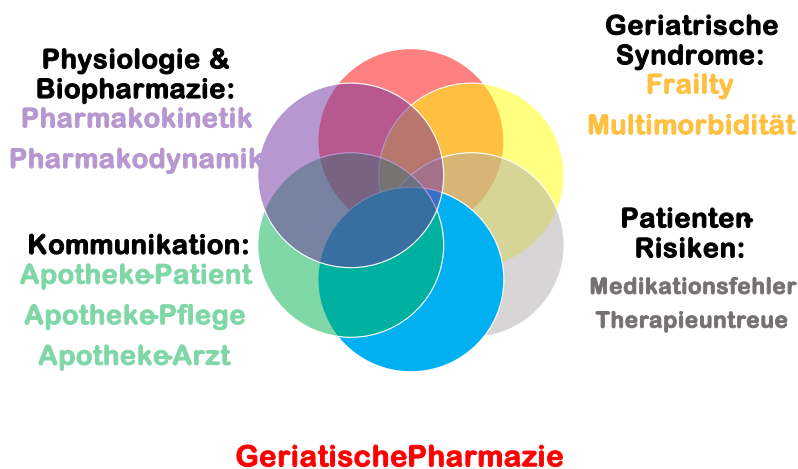 Physiologie &
Biopharmazie:
Pharmakokinetik
Pharmakodynamik
Kommunikation:
Apotheke-Patient
Apotheke-Pflege
Apotheke-Arzt
Geriatrische
Syndrome:
Frailty
Multimorbidität
Patienten-
Risiken:
Medikationsfehler
Therapieuntreue
GeriatischePharmazie